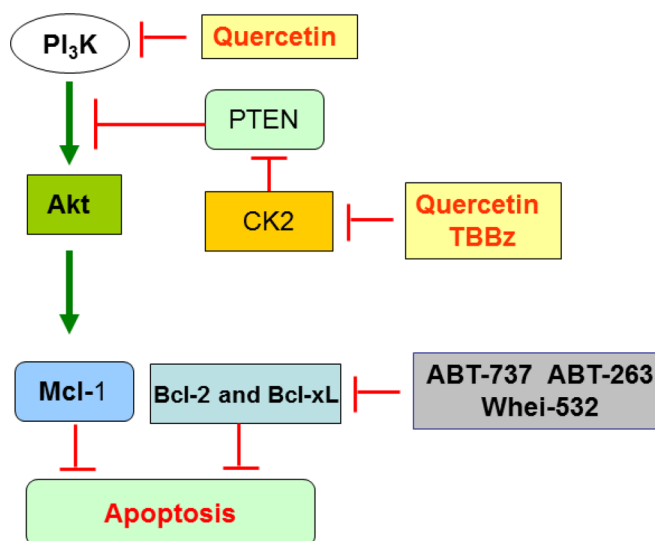 PI₃K
Quercetin
PTEN
Akt
CK2
Quercetin
TBBz
Mcl-1
Bcl-2 and Bcl-xL
ABT-737 ABT-263
Whei-532
Apoptosis